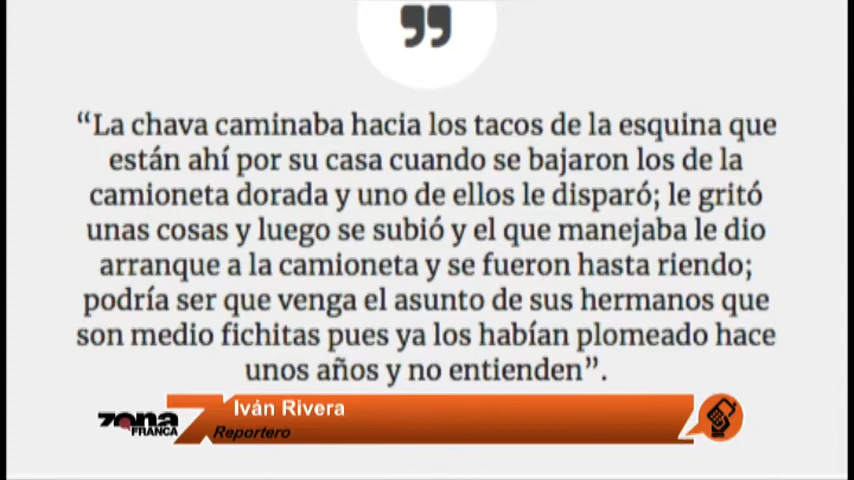 ”
“La chava caminaba hacia los tacos de la esquina que
están ahí por su casa cuando se bajaron los de la
camioneta dorada y uno de ellos le disparó; le gritó
unas cosas y luego se subió y el que manejaba le dio
arranque a la camioneta y se fueron hasta riendo;
podría ser que venga el asunto de sus hermanos que
son medio fichitas pues ya los habían plomeado hace
unos años y no entienden”.
Iván Rivera
zona
FRANCA
Reportero